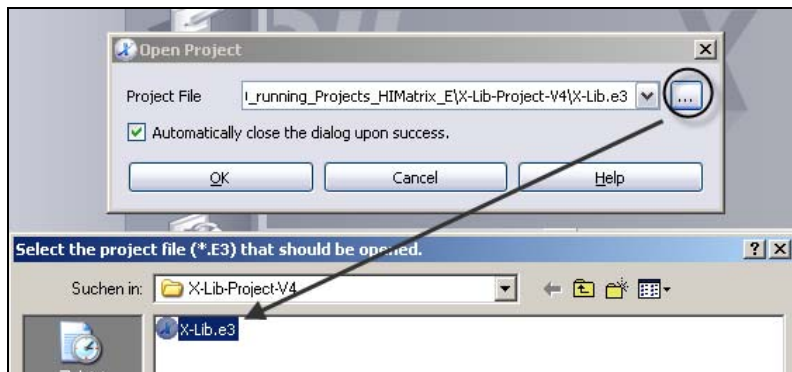 Open Project
Project File _running_Projects_HIMatrix_E\X-Lib-Project-V4\X-Lib.e3 ...
Automatically close the dialog upon success.
OK Cancel Help
Select the project file (*.E3) that should be opened.
Suchen in: X-Lib-Project-V4
X-Lib.e3